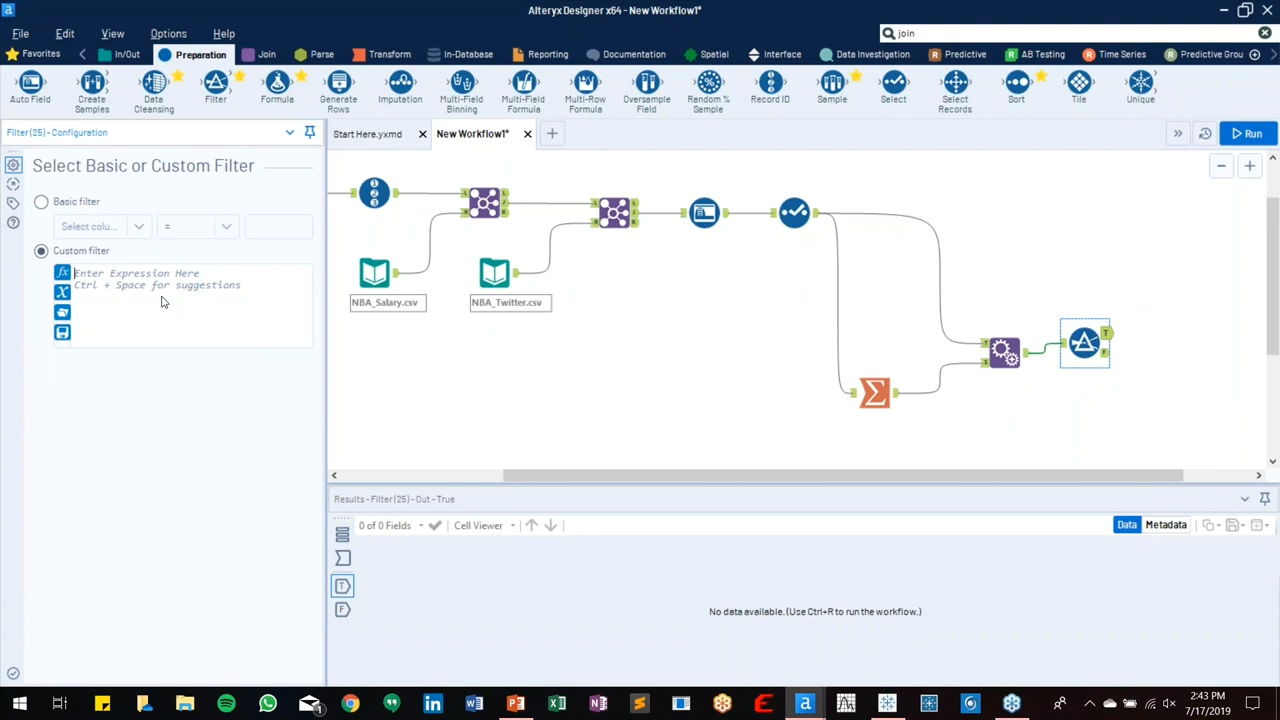 Alteryx Designer x64 - New Workflow1*
File
Edit
View
Options
Help
join
Favorites
In/Out
Preparation
Join
Parse
Transform
In-Database
Reporting
Documentation
Spatial
Interface
Data Investigation
Predictive
AB Testing
Time Series
Predictive Grou
Auto Field
Create Samples
Data Cleansing
Filter
Formula
Generate Rows
Imputation
Multi-Field Binning
Multi-Field Formula
Multi-Row Formula
Oversample Field
Random % Sample
Record ID
Sample
Select
Select Records
Sort
Tile
Unique
Filter (25) - Configuration
Start Here.yxmd
New Workflow1*
Run
Select Basic or Custom Filter
Basic filter
Select colu...
=
Custom filter
Enter Expression Here
Ctrl + Space for suggestions
NBA_Salary.csv
NBA_Twitter.csv
Results - Filter (25) - Out - True
0 of 0 Fields
Cell Viewer
Data
Metadata
No data available. (Use Ctrl+R to run the workflow.)
2:43 PM
7/17/2019